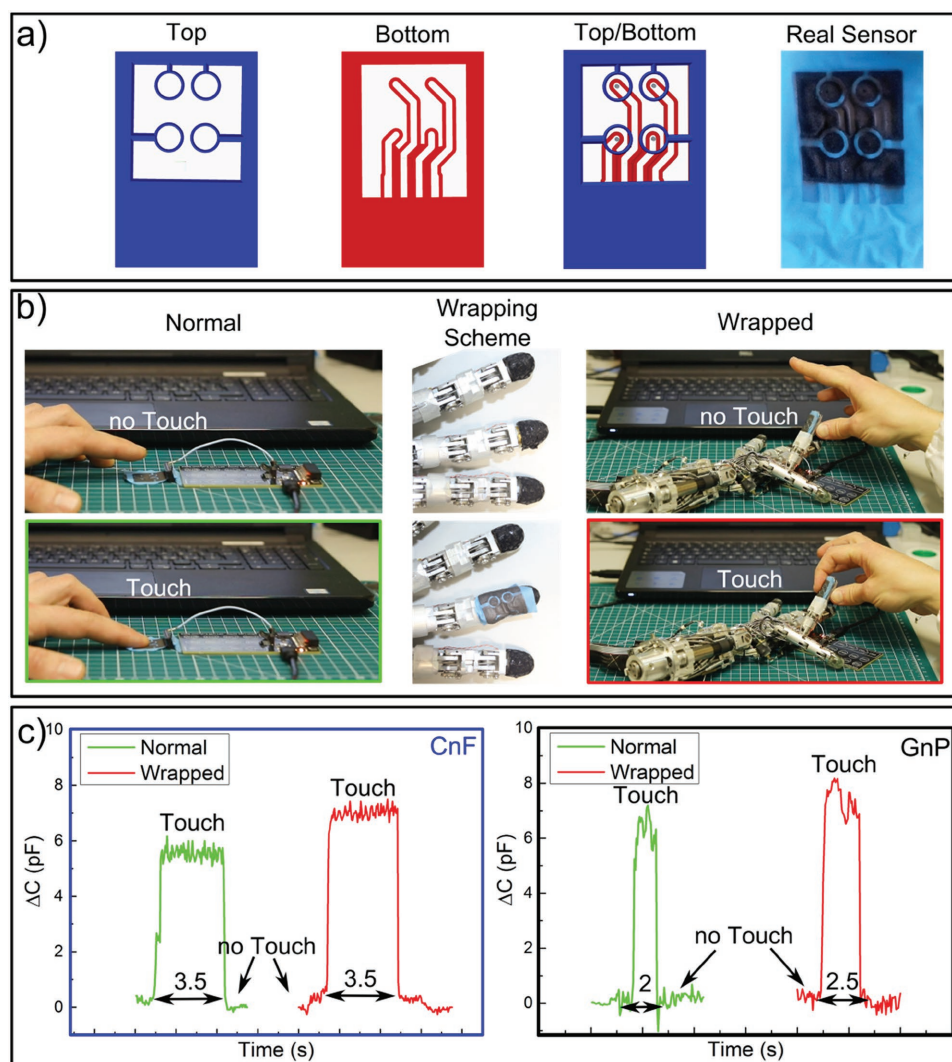 a)
Top
Bottom
Top/Bottom
Real Sensor
b)
Normal
Wrapping
Scheme
Wrapped
no Touch
no Touch
Touch
Touch
c)
10
8
6
4
2
0
ΔC (pF)
Normal
Wrapped
CnF
Touch
Touch
no Touch
3.5
3.5
Time (s)
10
8
6
4
2
0
ΔC (pF)
Normal
Wrapped
GnP
Touch
Touch
no Touch
2
2.5
Time (s)